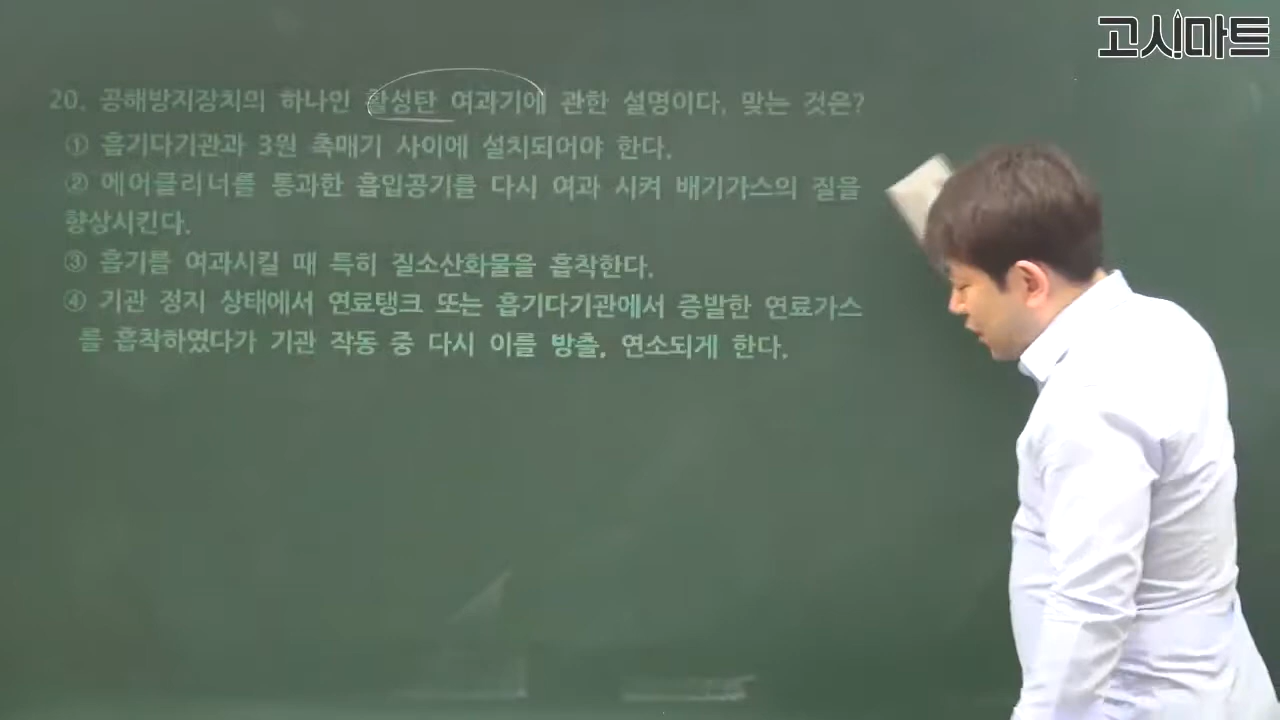 고시마트
20. 공해방지장치의 하나인 활성탄 여과기에 관한 설명이다. 맞는 것은?
① 흡기다기관과 3원 촉매기 사이에 설치되어야 한다.
② 에어클리너를 통과한 흡입공기를 다시 여과 시켜 배기가스의 질을
향상시킨다.
③ 흡기를 여과시킬 때 특히 질소산화물을 흡착한다.
④ 기관 정지 상태에서 연료탱크 또는 흡기다기관에서 증발한 연료가스
를 흡착하였다가 기관 작동 중 다시 이를 방출, 연소되게 한다.